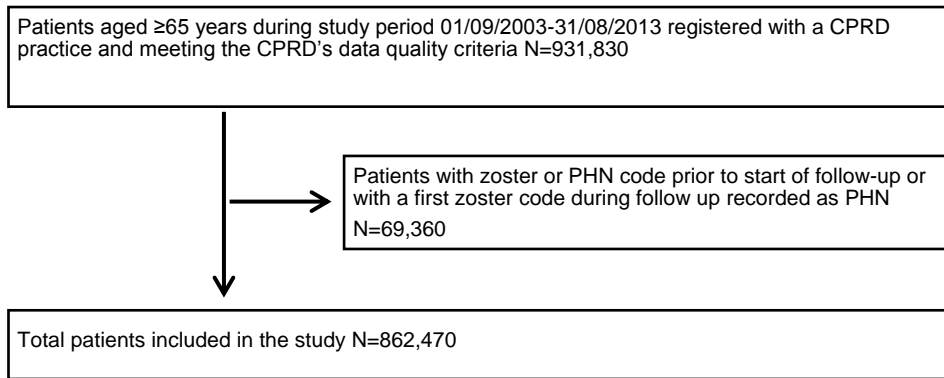 Patients aged ≥65 years during study period 01/09/2003-31/08/2013 registered with a CPRD
practice and meeting the CPRD's data quality criteria N=931,830
Patients with zoster or PHN code prior to start of follow-up or
with a first zoster code during follow up recorded as PHN
N=69,360
Total patients included in the study N=862,470